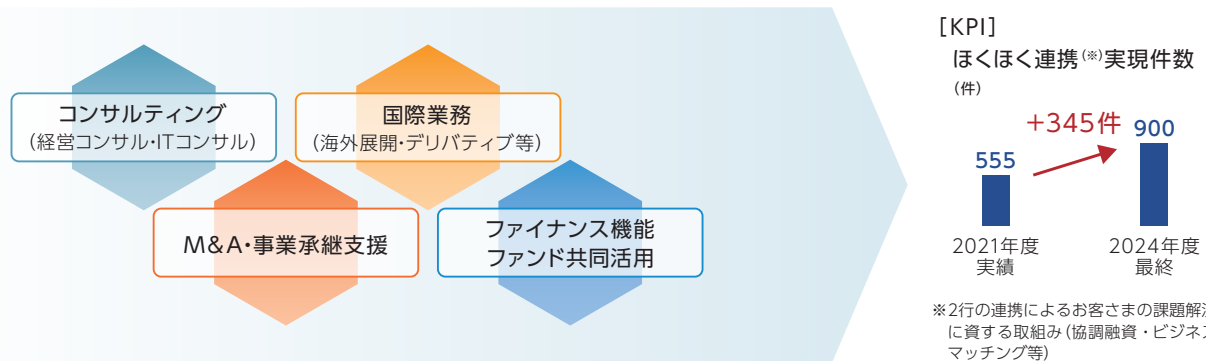 コンサルティング
(経営コンサル・ITコンサル)
国際業務
(海外展開・デリバティブ等)
M&A・事業承継支援
ファイナンス機能
ファンド共同活用
[KPI]
ほくほく連携(※)実現件数
(件)
+345件
555
900
2021年度
実績
2024年度
最終
※2行の連携によるお客さまの課題解決
に資する取組み(協調融資・ビジネス
マッチング等)